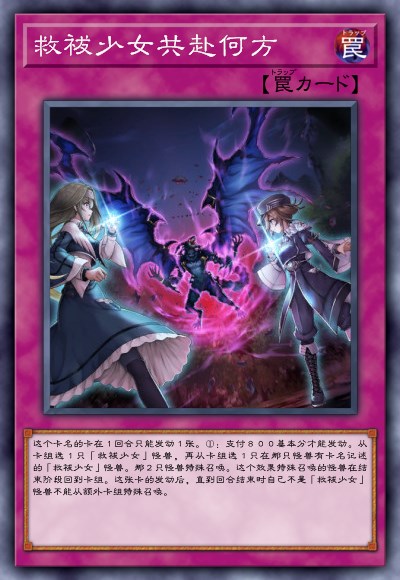 救祓少女共赴何方
罠
トラップ
【罠カード】
トラップ
这个卡名的卡在１回合只能发动１张。①：支付８００基本分才能发动。从
卡组选１只「救祓少女」怪兽，再从卡组选１只在那只怪兽有卡名记述
的「救祓少女」怪兽。那２只怪兽特殊召唤。这个效果特殊召唤的怪兽在结
束阶段回到卡组。这张卡的发动后，直到回合结束时自己不是「救祓少女」
怪兽不能从额外卡组特殊召唤。